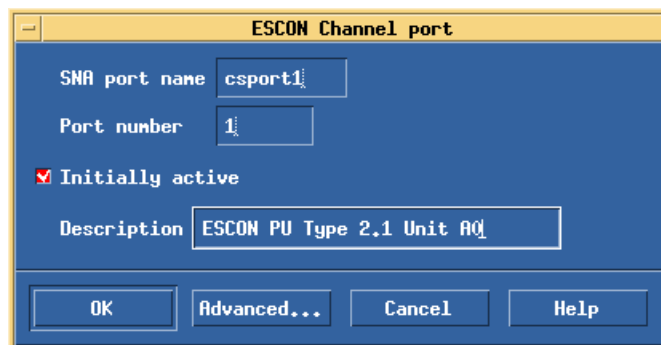 ESCON Channel port
SNA port name csport1
Port number 1
Initially active
Description ESCON PU Type 2.1 Unit A0
OK Advanced... Cancel Help